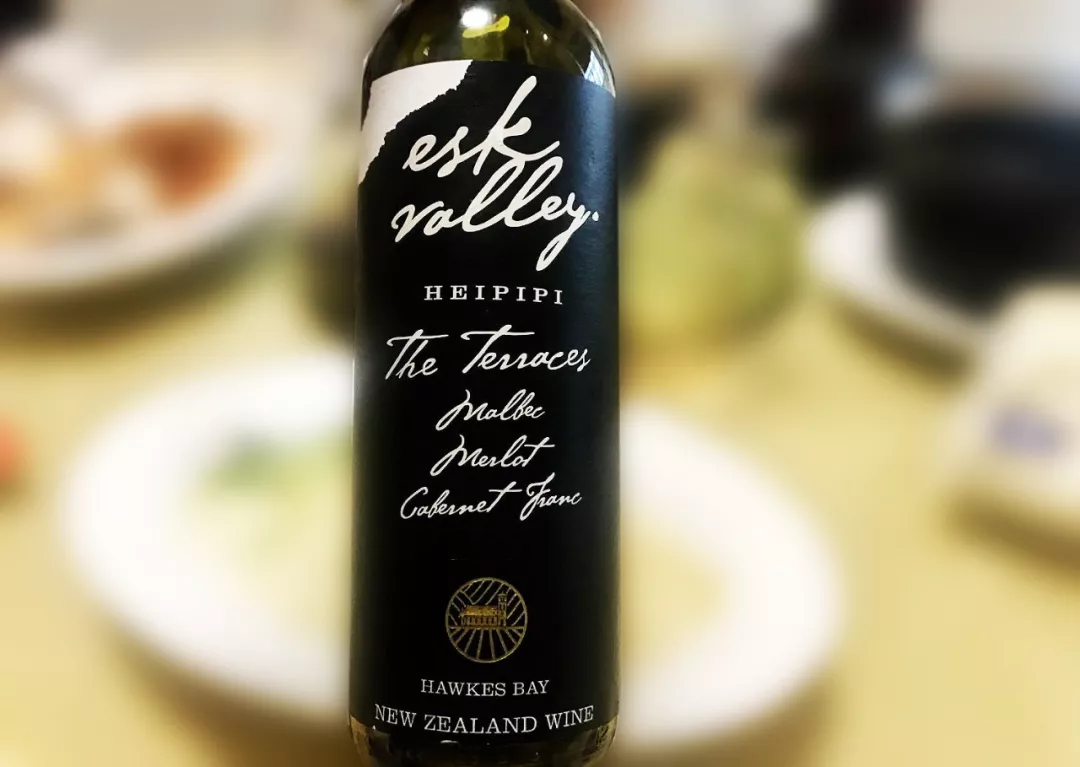 esk
valley.
HEIPIPI
The Terraces
Malbec
Merlot
Cabernet Franc
HAWKES BAY
NEW ZEALAND WINE